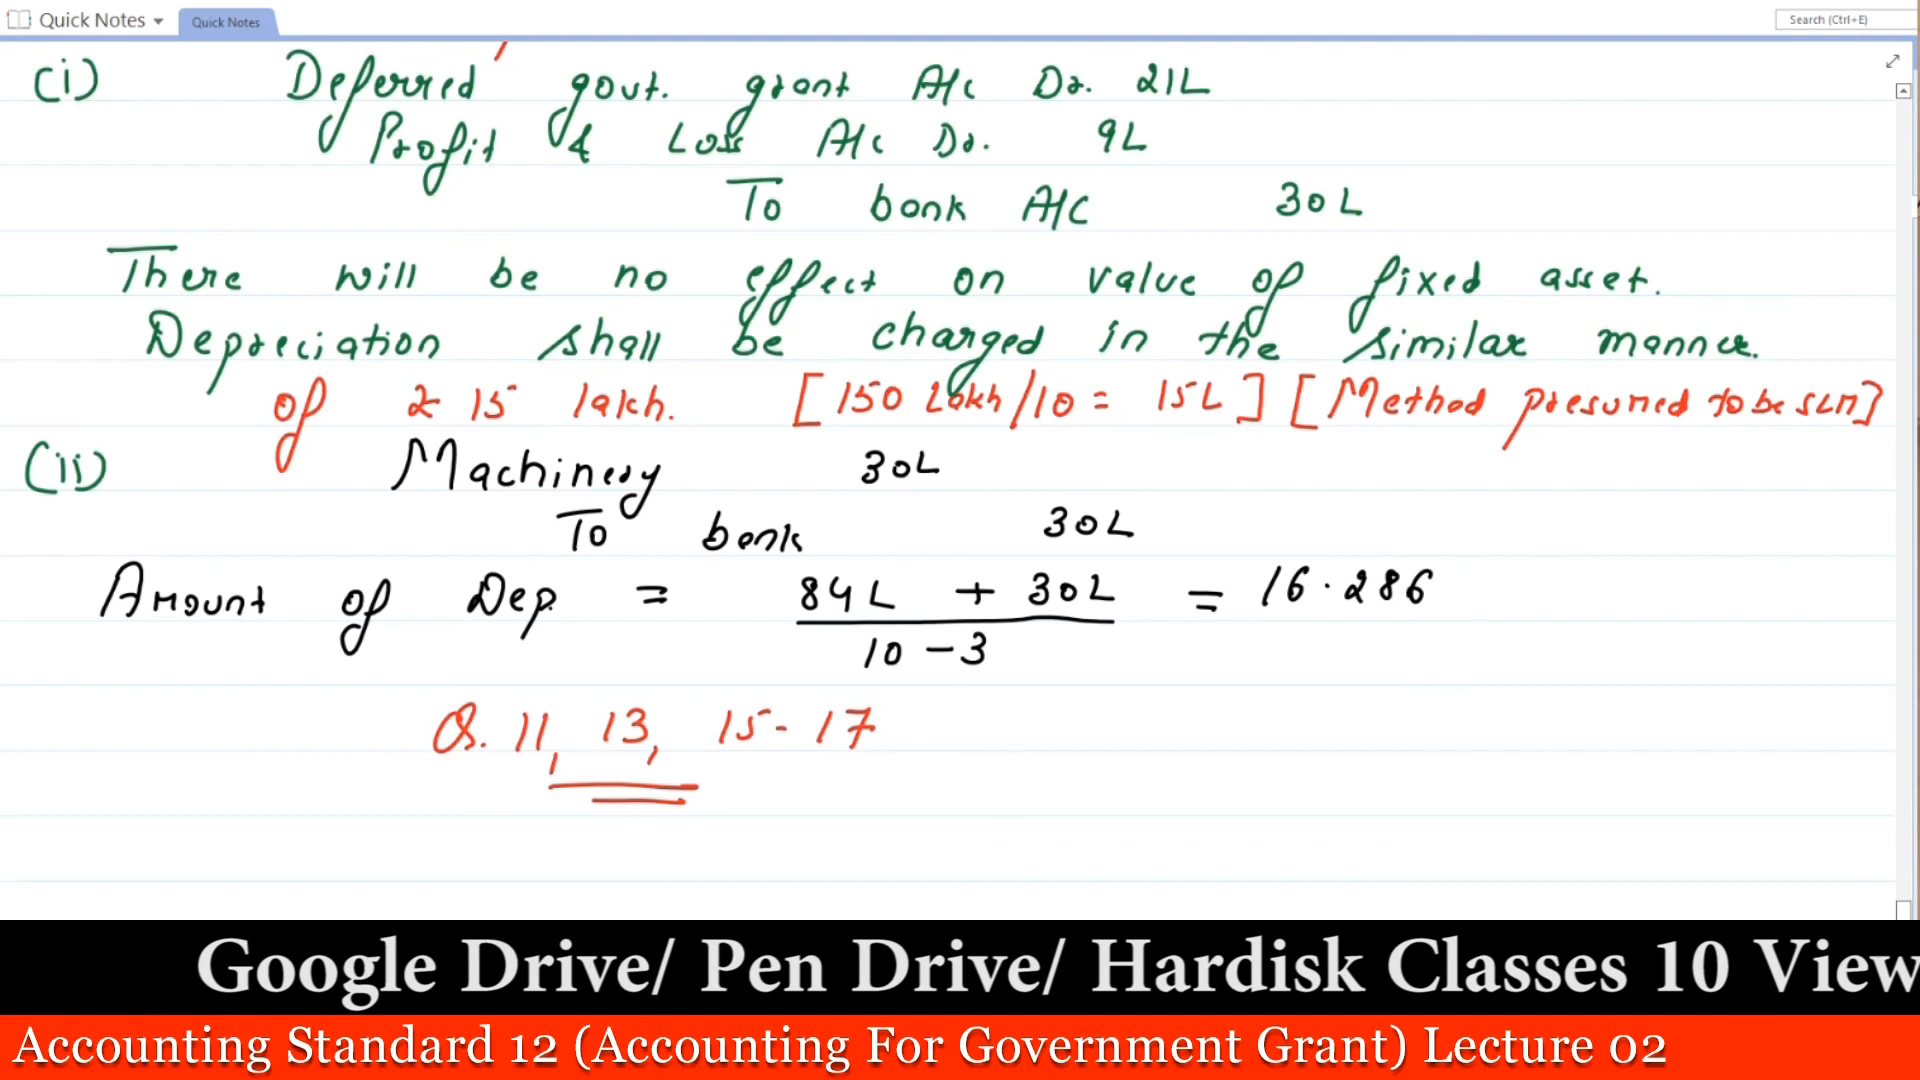 Quick Notes
Quick Notes
Search (Ctrl+E)
(i) Deferred govt. grant A/c Dr. 21L
Profit & Loss A/c Dr. 9L
To bank A/C 30L
There will be no effect on value of fixed asset.
Depreciation shall be charged in the similar manner.
of ₹ 15 lakh. [150 Lakh/10 = 15L] [Method presumed to be SLM]
(ii) Machinery 30L
To bank 30L
Amount of Dep. = 84L + 30L = 16.286
10-3
Q. 11, 13, 15-17
Google Drive/ Pen Drive/ Hardisk Classes 10 View
Accounting Standard 12 (Accounting For Government Grant) Lecture 02